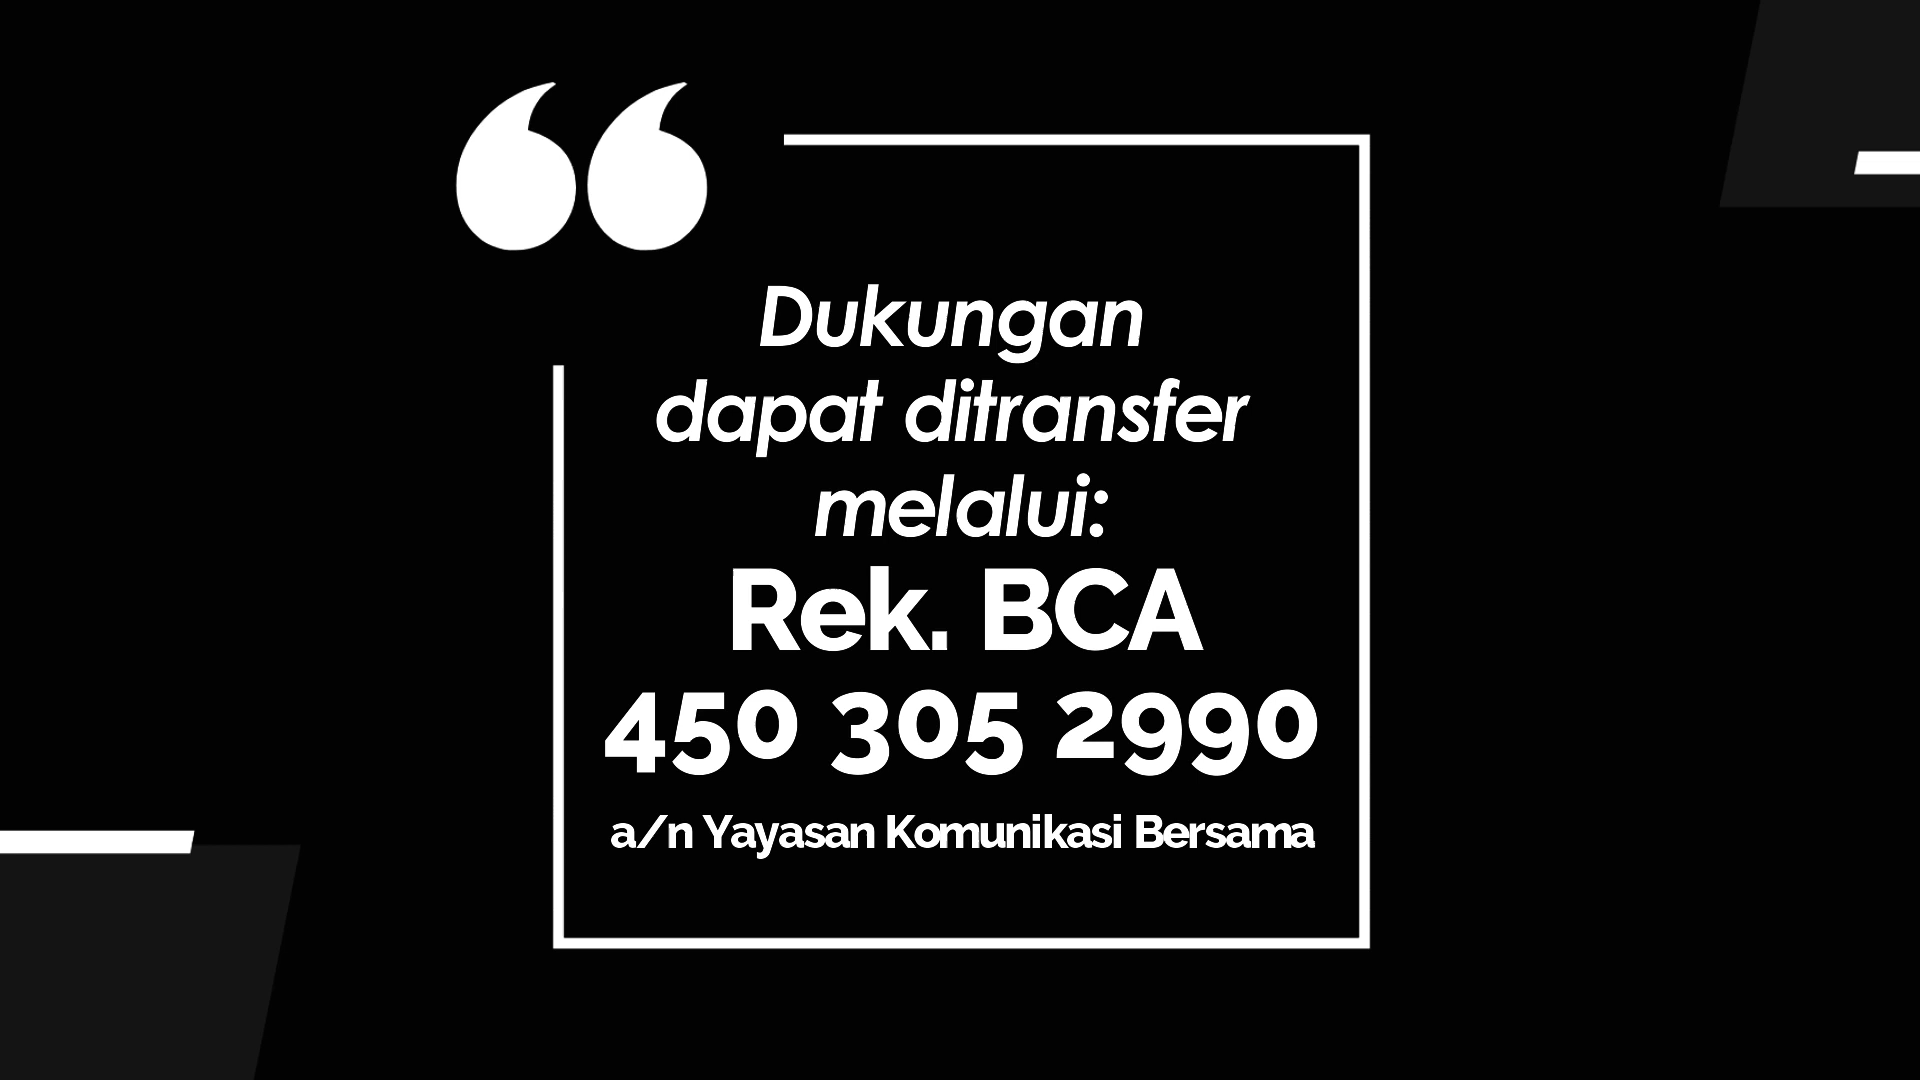 Dukungan
dapat ditransfer
melalui:
Rek. BCA
450 305 2990
a/n Yayasan Komunikasi Bersama